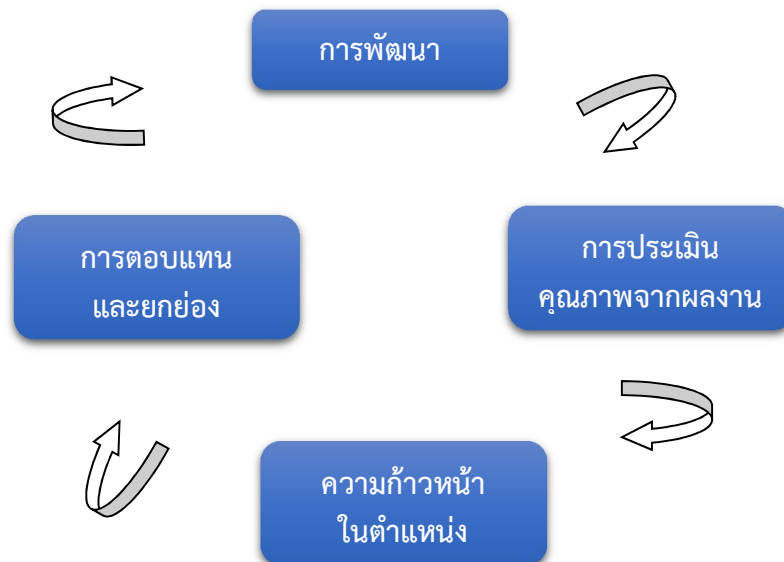 การพัฒนา
การประเมิน
คุณภาพจากผลงาน
ความก้าวหน้า
ในตำแหน่ง
การตอบแทน
และยกย่อง